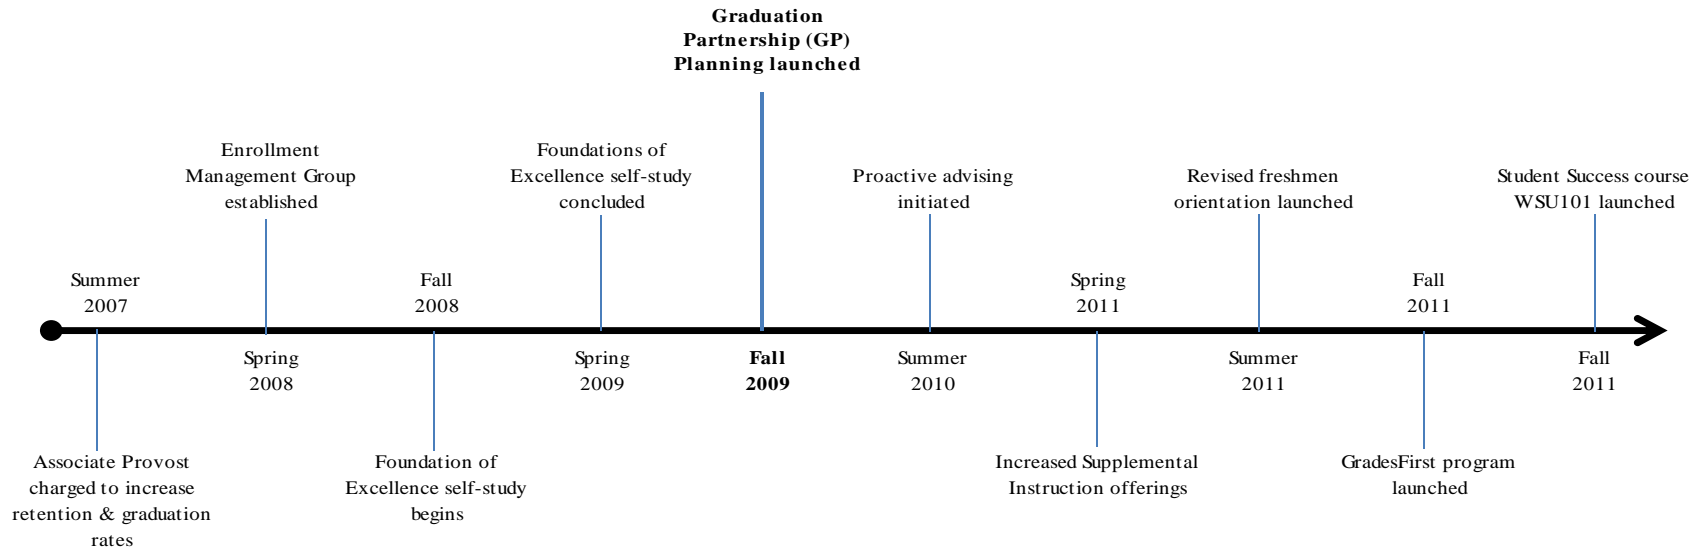 Graduation
Partnership (GP)
Planning launched
Enrollment
Management Group
established
Foundations of
Excellence self-study
concluded
Proactive advising
initiated
Revised freshmen
orientation launched
Student Success course
WSU101 launched
Summer
2007
Fall
2008
Spring
2011
Fall
2011
Spring
2008
Spring
2009
Fall
2009
Summer
2010
Summer
2011
Fall
2011
Associate Provost
charged to increase
retention & graduation
rates
Foundation of
Excellence self-study
begins
Increased Supplemental
Instruction offerings
GradesFirst program
launched